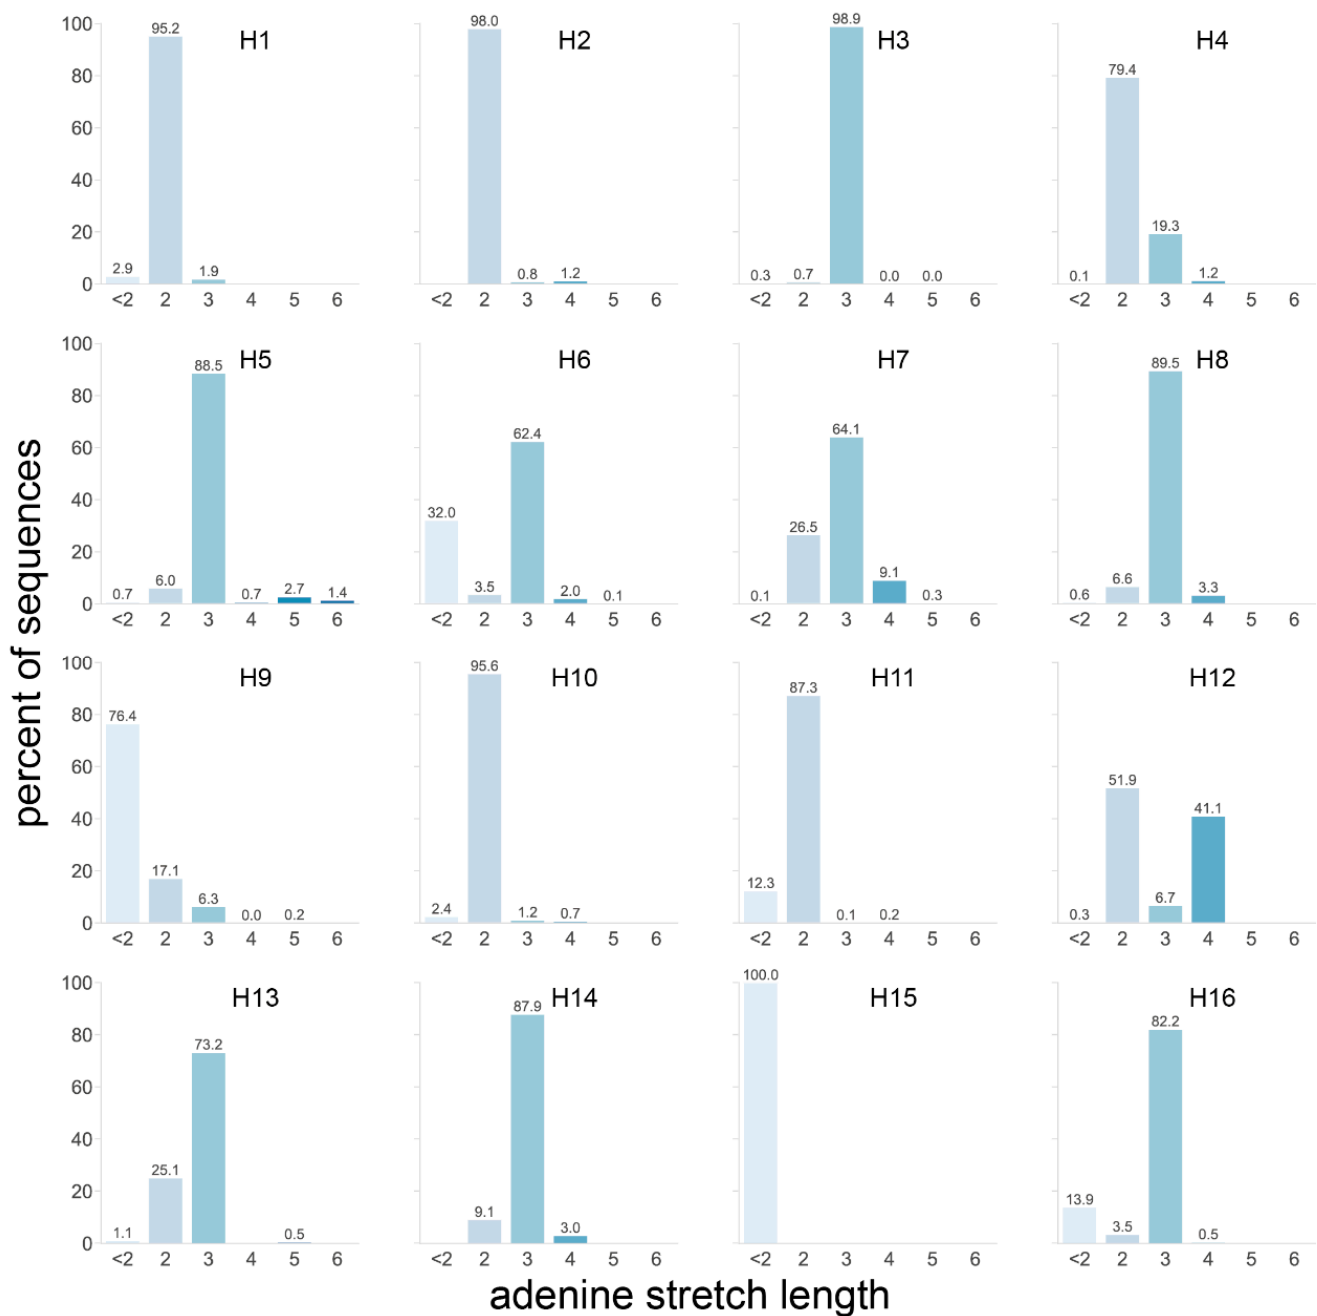 percent of sequences
H1
100
80
60
40
20
0
2.9
95.2
1.9
<2 2 3 4 5 6
H2
98.0
0.8
1.2
<2 2 3 4 5 6
H3
0.3
0.7
98.9
0.0
0.0
<2 2 3 4 5 6
H4
0.1
79.4
19.3
1.2
<2 2 3 4 5 6
H5
100
80
60
40
20
0
0.7
6.0
88.5
0.7
2.7
1.4
<2 2 3 4 5 6
H6
32.0
3.5
62.4
2.0
0.1
<2 2 3 4 5 6
H7
0.1
26.5
64.1
9.1
0.3
<2 2 3 4 5 6
H8
0.6
6.6
89.5
3.3
<2 2 3 4 5 6
H9
100
80
60
40
20
0
76.4
17.1
6.3
0.0
0.2
<2 2 3 4 5 6
H10
2.4
95.6
1.2
0.7
<2 2 3 4 5 6
H11
12.3
87.3
0.1
0.2
<2 2 3 4 5 6
H12
0.3
51.9
6.7
41.1
<2 2 3 4 5 6
H13
100
80
60
40
20
0
1.1
25.1
73.2
0.5
<2 2 3 4 5 6
H14
9.1
87.9
3.0
<2 2 3 4 5 6
H15
100.0
<2 2 3 4 5 6
H16
13.9
3.5
82.2
0.5
<2 2 3 4 5 6
adenine stretch length